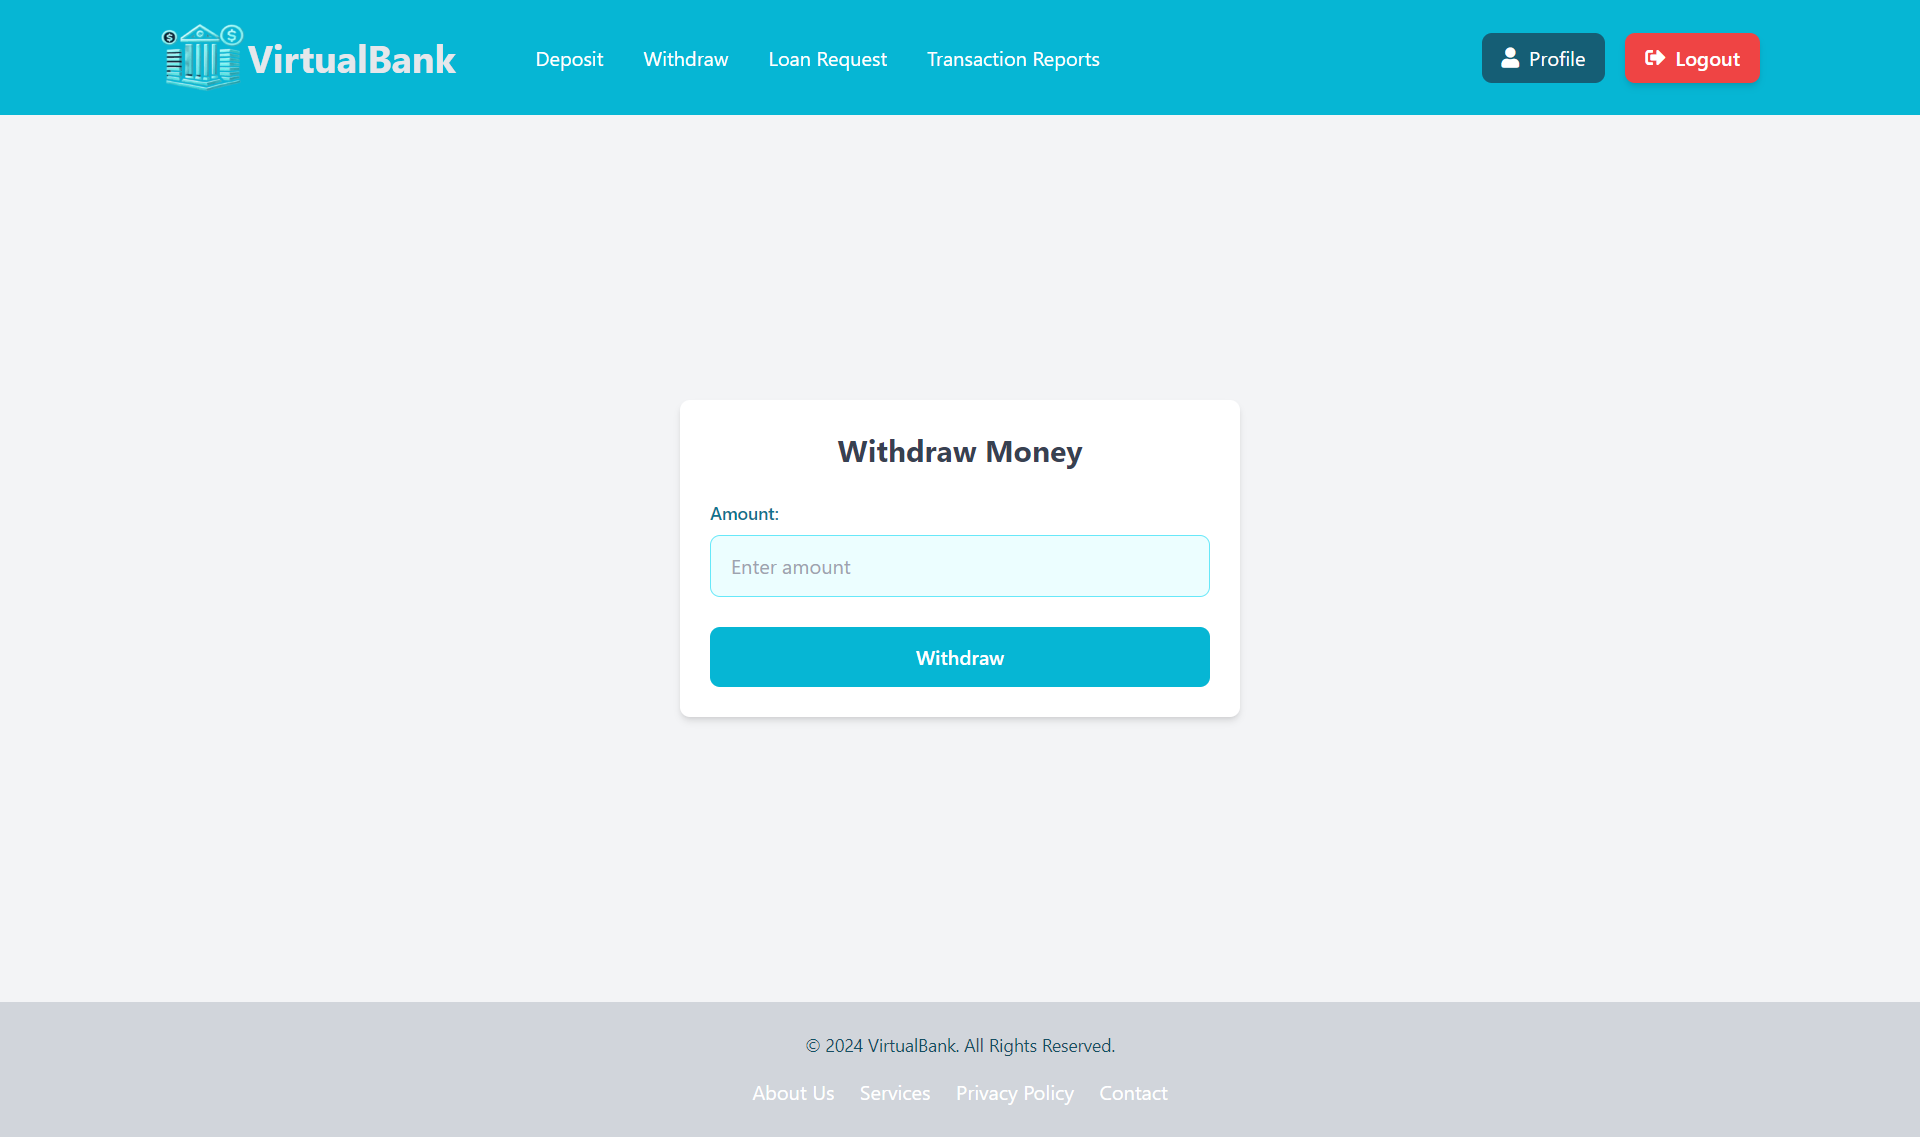 VirtualBank
Deposit Withdraw Loan Request Transaction Reports
Profile Logout
Withdraw Money
Amount:
Enter amount
Withdraw
© 2024 VirtualBank. All Rights Reserved.
About Us Services Privacy Policy Contact